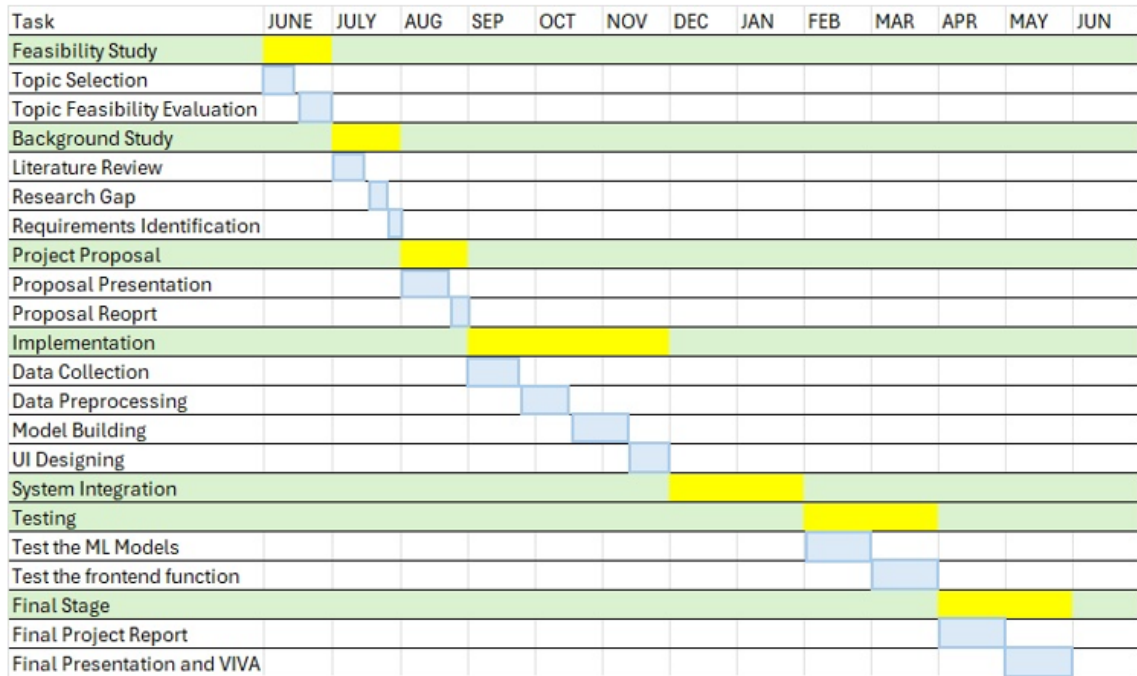 Task JUNE JULY AUG SEP OCT NOV DEC JAN FEB MAR APR MAY JUN
Feasibility Study
Topic Selection
Topic Feasibility Evaluation
Background Study
Literature Review
Research Gap
Requirements Identification
Project Proposal
Proposal Presentation
Proposal Reoprt
Implementation
Data Collection
Data Preprocessing
Model Building
UI Designing
System Integration
Testing
Test the ML Models
Test the frontend function
Final Stage
Final Project Report
Final Presentation and VIVA